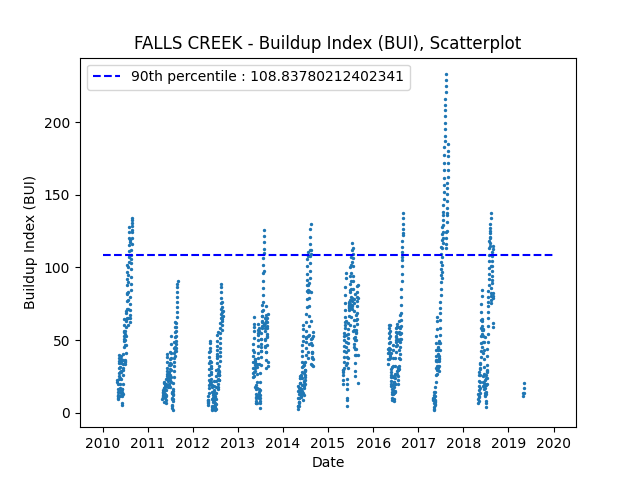 FALLS CREEK - Buildup Index (BUI), Scatterplot
90th percentile : 108.83780212402341
Buildup Index (BUI)
200
150
100
50
0
2010 2011 2012 2013 2014 2015 2016 2017 2018 2019 2020
Date